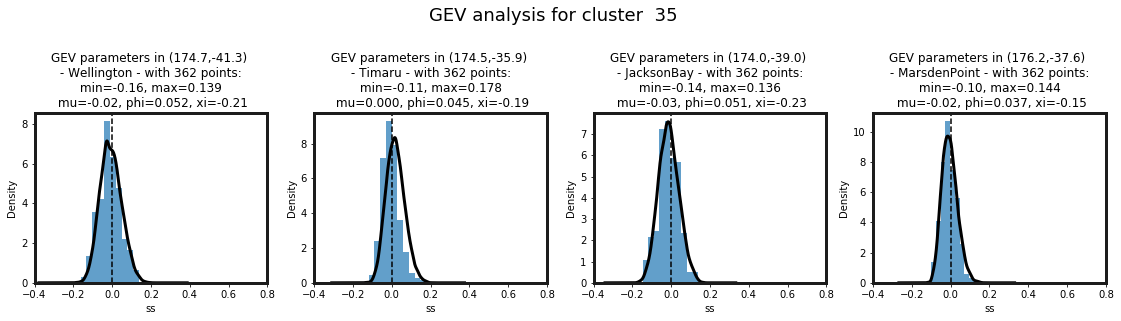 GEV analysis for cluster  35
GEV parameters in (174.7,-41.3)
- Wellington - with 362 points:
min=-0.16, max=0.139
mu=-0.02, phi=0.052, xi=-0.21
8
6
4
2
0
Density
-0.4 -0.2 0.0 0.2 0.4 0.6 0.8
ss
GEV parameters in (174.5,-35.9)
- Timaru - with 362 points:
min=-0.11, max=0.178
mu=0.000, phi=0.045, xi=-0.19
8
6
4
2
0
Density
-0.4 -0.2 0.0 0.2 0.4 0.6 0.8
ss
GEV parameters in (174.0,-39.0)
- JacksonBay - with 362 points:
min=-0.14, max=0.136
mu=-0.03, phi=0.051, xi=-0.23
7
6
5
4
3
2
1
0
Density
-0.4 -0.2 0.0 0.2 0.4 0.6 0.8
ss
GEV parameters in (176.2,-37.6)
- MarsdenPoint - with 362 points:
min=-0.10, max=0.144
mu=-0.02, phi=0.037, xi=-0.15
10
8
6
4
2
0
Density
-0.4 -0.2 0.0 0.2 0.4 0.6 0.8
ss